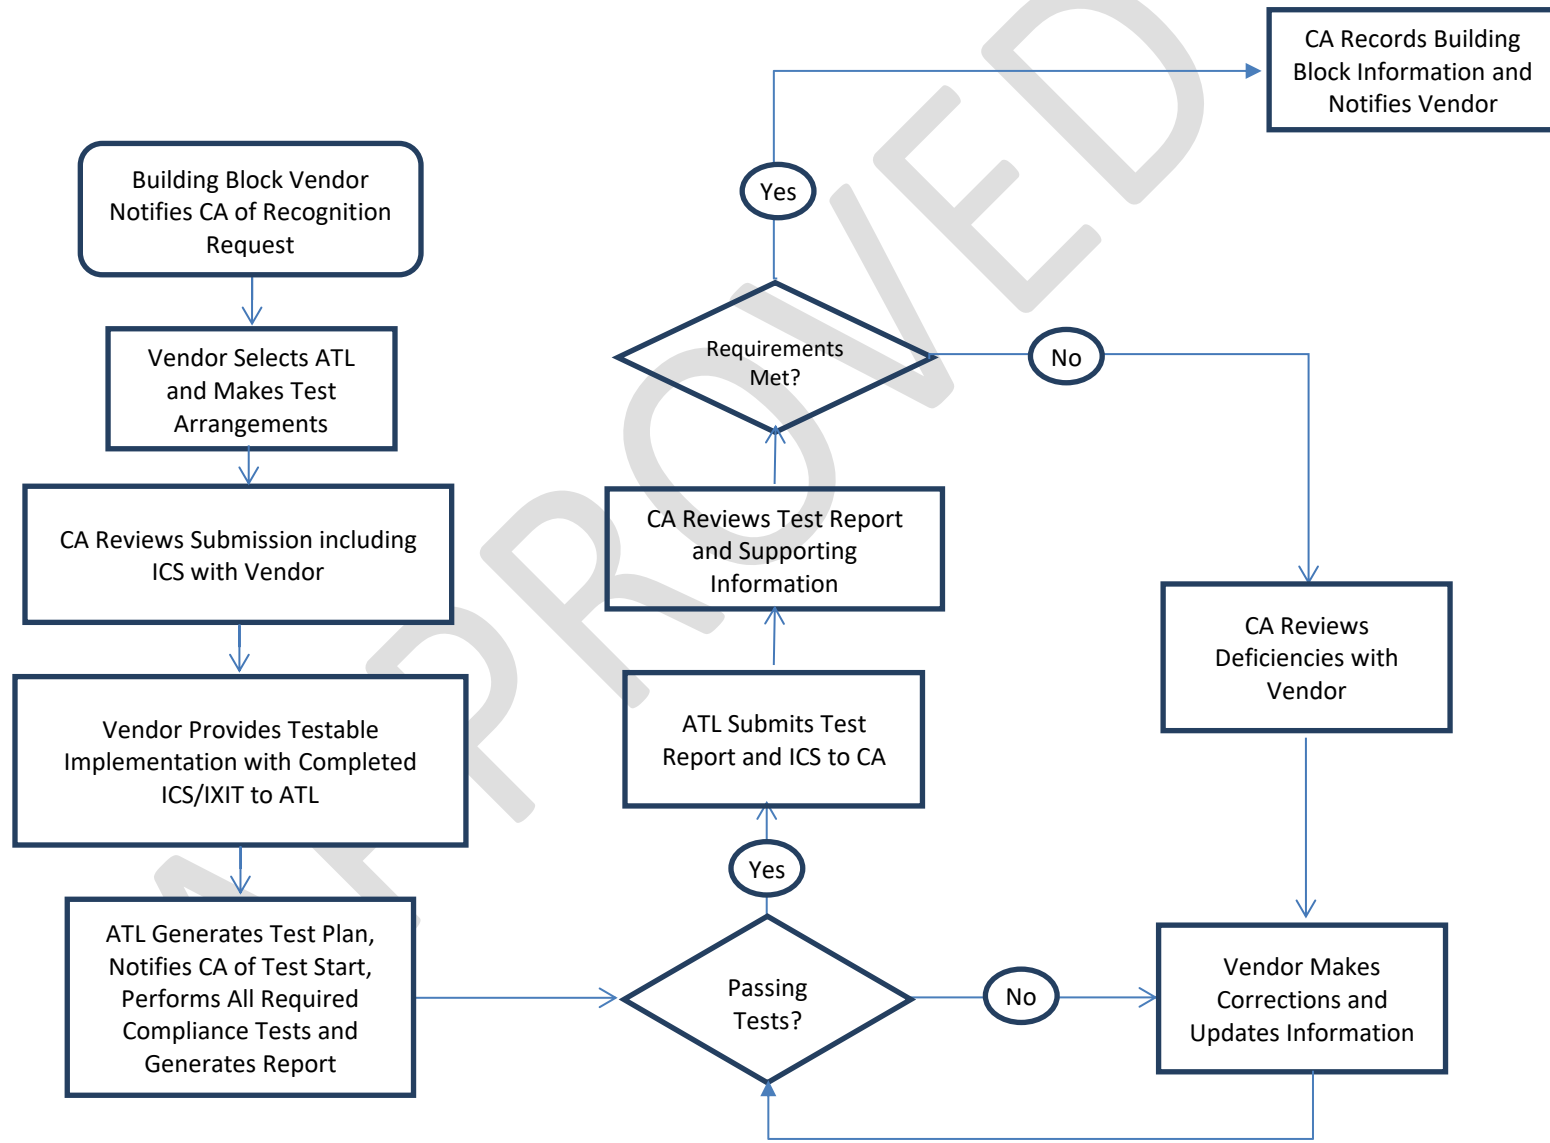 Building Block Vendor
Notifies CA of Recognition
Request
Vendor Selects ATL
and Makes Test
Arrangements
CA Reviews Submission including
ICS with Vendor
Vendor Provides Testable
Implementation with Completed
ICS/IXIT to ATL
ATL Generates Test Plan,
Notifies CA of Test Start,
Performs All Required
Compliance Tests and
Generates Report
Passing
Tests?
Yes
No
ATL Submits Test
Report and ICS to CA
CA Reviews Test Report
and Supporting
Information
Requirements
Met?
Yes
No
CA Records Building
Block Information and
Notifies Vendor
CA Reviews
Deficiencies with
Vendor
Vendor Makes
Corrections and
Updates Information
APPROVED